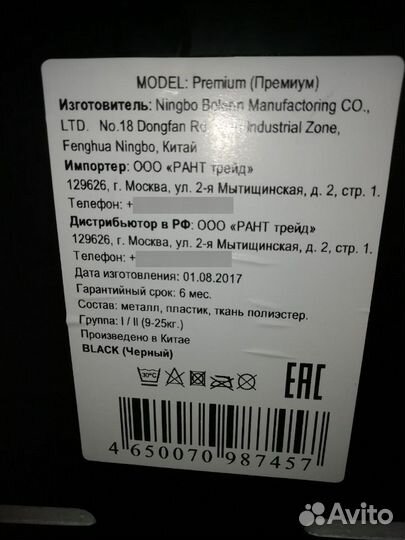 MODEL: Premium (Премиум)
Изготовитель: Ningbo Manufactoring CO.,
LTD. No.18 Dongfan Industrial Zone,
Fenghua Ningbo, Китай
Импортер: ООО «РАНТ трейд»
129626, г. Москва, ул. 2-я Мытищинская, д. 2, стр. 1.
Телефон: +
Дистрибьютор в РФ: ООО «РАНТ трейд»
129626, г. Москва, ул. 2-я Мытищинская, д. 2, стр. 1.
Телефон: +
Дата изготовления: 01.08.2017
Гарантийный срок: 6 мес.
Состав: металл, пластик, ткань полиэстер.
Группа: I / II (9-25кг.)
Произведено в Китае
BLACK (Черный)
30°C
EAC
4 650070 987457
Avito